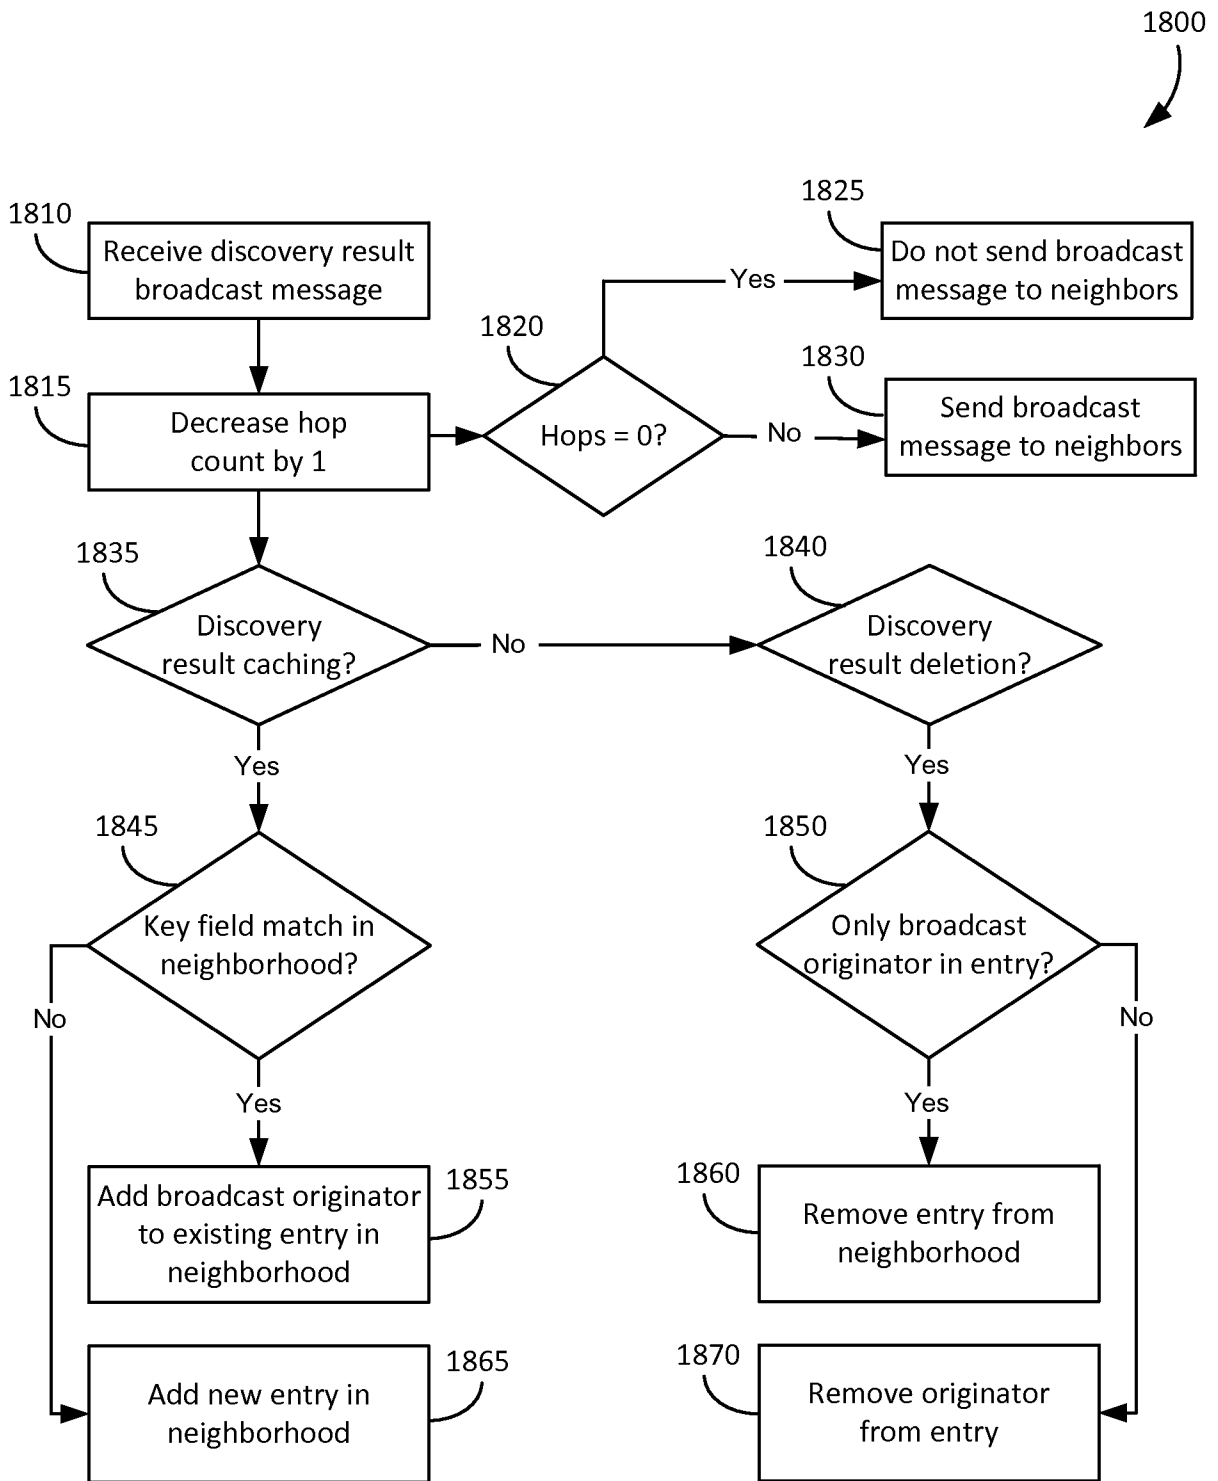 1800
1810
Receive discovery result
broadcast message
1825
Do not send broadcast
message to neighbors
Yes
1820
Hops = 0?
1815
Decrease hop
count by 1
No
1830
Send broadcast
message to neighbors
1835
Discovery
result caching?
No
1840
Discovery
result deletion?
Yes
Yes
1845
Key field match in
neighborhood?
1850
Only broadcast
originator in entry?
No
No
Yes
Yes
Add broadcast originator
to existing entry in
neighborhood
1855
1860
Remove entry from
neighborhood
Add new entry in
neighborhood
1865
1870
Remove originator
from entry